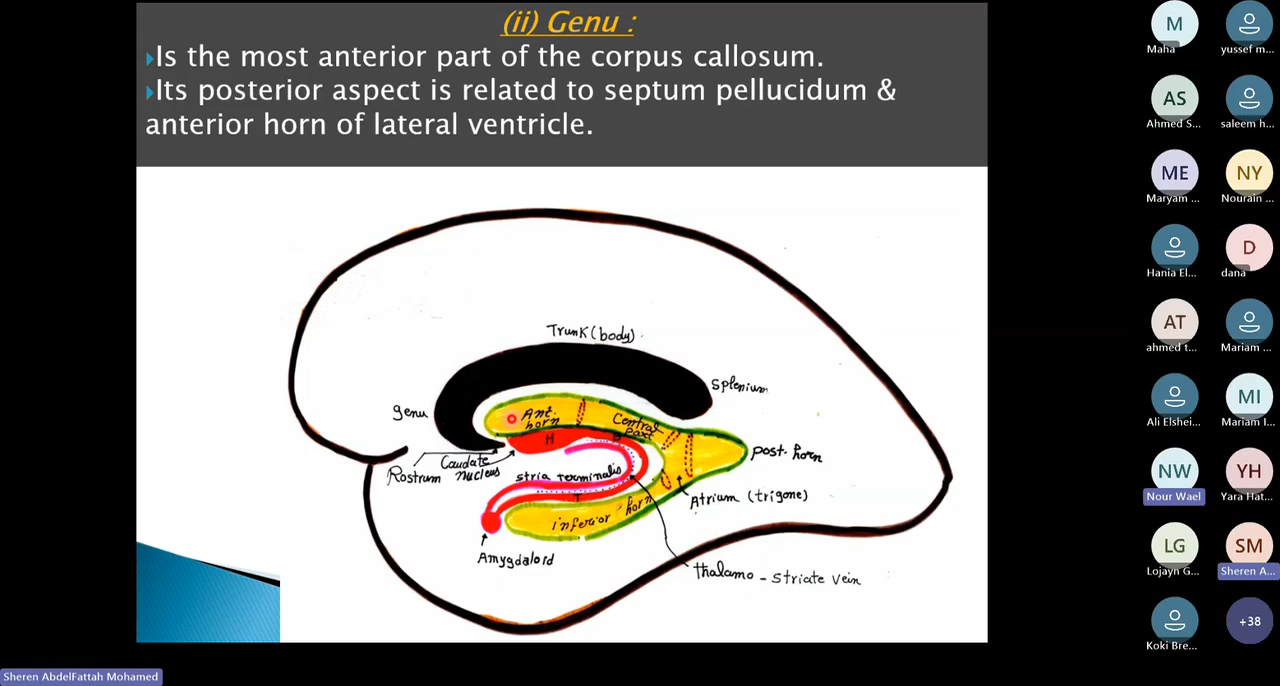 (ii) Genu :
Is the most anterior part of the corpus callosum.
Its posterior aspect is related to septum pellucidum &
anterior horn of lateral ventricle.
Trunk (body)
Splenium
genu
Ant.
horn
Central
part
H
B
post. horn
Rostrum
Caudate
nucleus
stria terminalis
T
inferior horn
Atrium (trigone)
Amygdaloid
Thalamo - striate vein
M
Maha
yussef m...
AS
Ahmed S...
saleem h...
ME
Maryam ...
NY
Nourain ...
Hania El...
D
dana
AT
ahmed t...
Mariam ...
Ali Elshei...
MI
Mariam I...
NW
Nour Wael
YH
Yara Hat...
LG
Lojayn G...
SM
Sheren A...
Koki Bre...
+38
Sheren AbdelFattah Mohamed